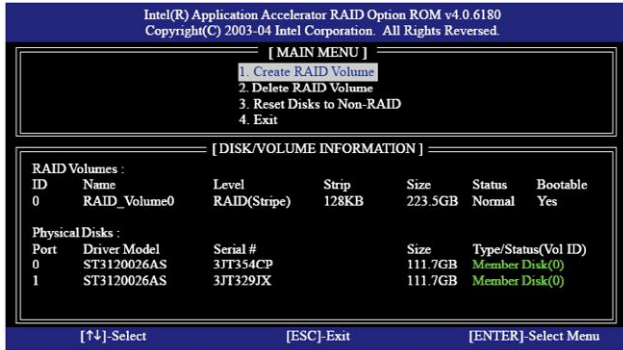 Intel(R) Application Accelerator RAID Option ROM v4.0.6180
Copyright(C) 2003-04 Intel Corporation. All Rights Reversed.
[ MAIN MENU ]
1. Create RAID Volume
2. Delete RAID Volume
3. Reset Disks to Non-RAID
4. Exit
[ DISK/VOLUME INFORMATION ]
RAID Volumes :
ID Name Level Strip Size Status Bootable
0 RAID_Volume0 RAID(Stripe) 128KB 223.5GB Normal Yes
Physical Disks :
Port Driver Model Serial # Size Type/Status(Vol ID)
0 ST3120026AS 3JT354CP 111.7GB Member Disk(0)
1 ST3120026AS 3JT329JX 111.7GB Member Disk(0)
[↑↓]-Select [ESC]-Exit [ENTER]-Select Menu